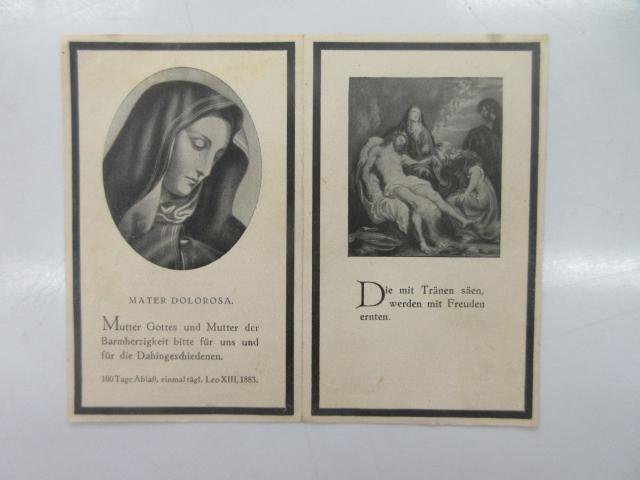 MATER DOLOROSA.
Mutter Gottes und Mutter der
Barmherzigkeit bitte für uns und
für die Dahingeschiedenen.
100 Tage Ablaß, einmal tägl. Leo XIII, 1883.
Die mit Tränen säen,
werden mit Freuden
ernten.